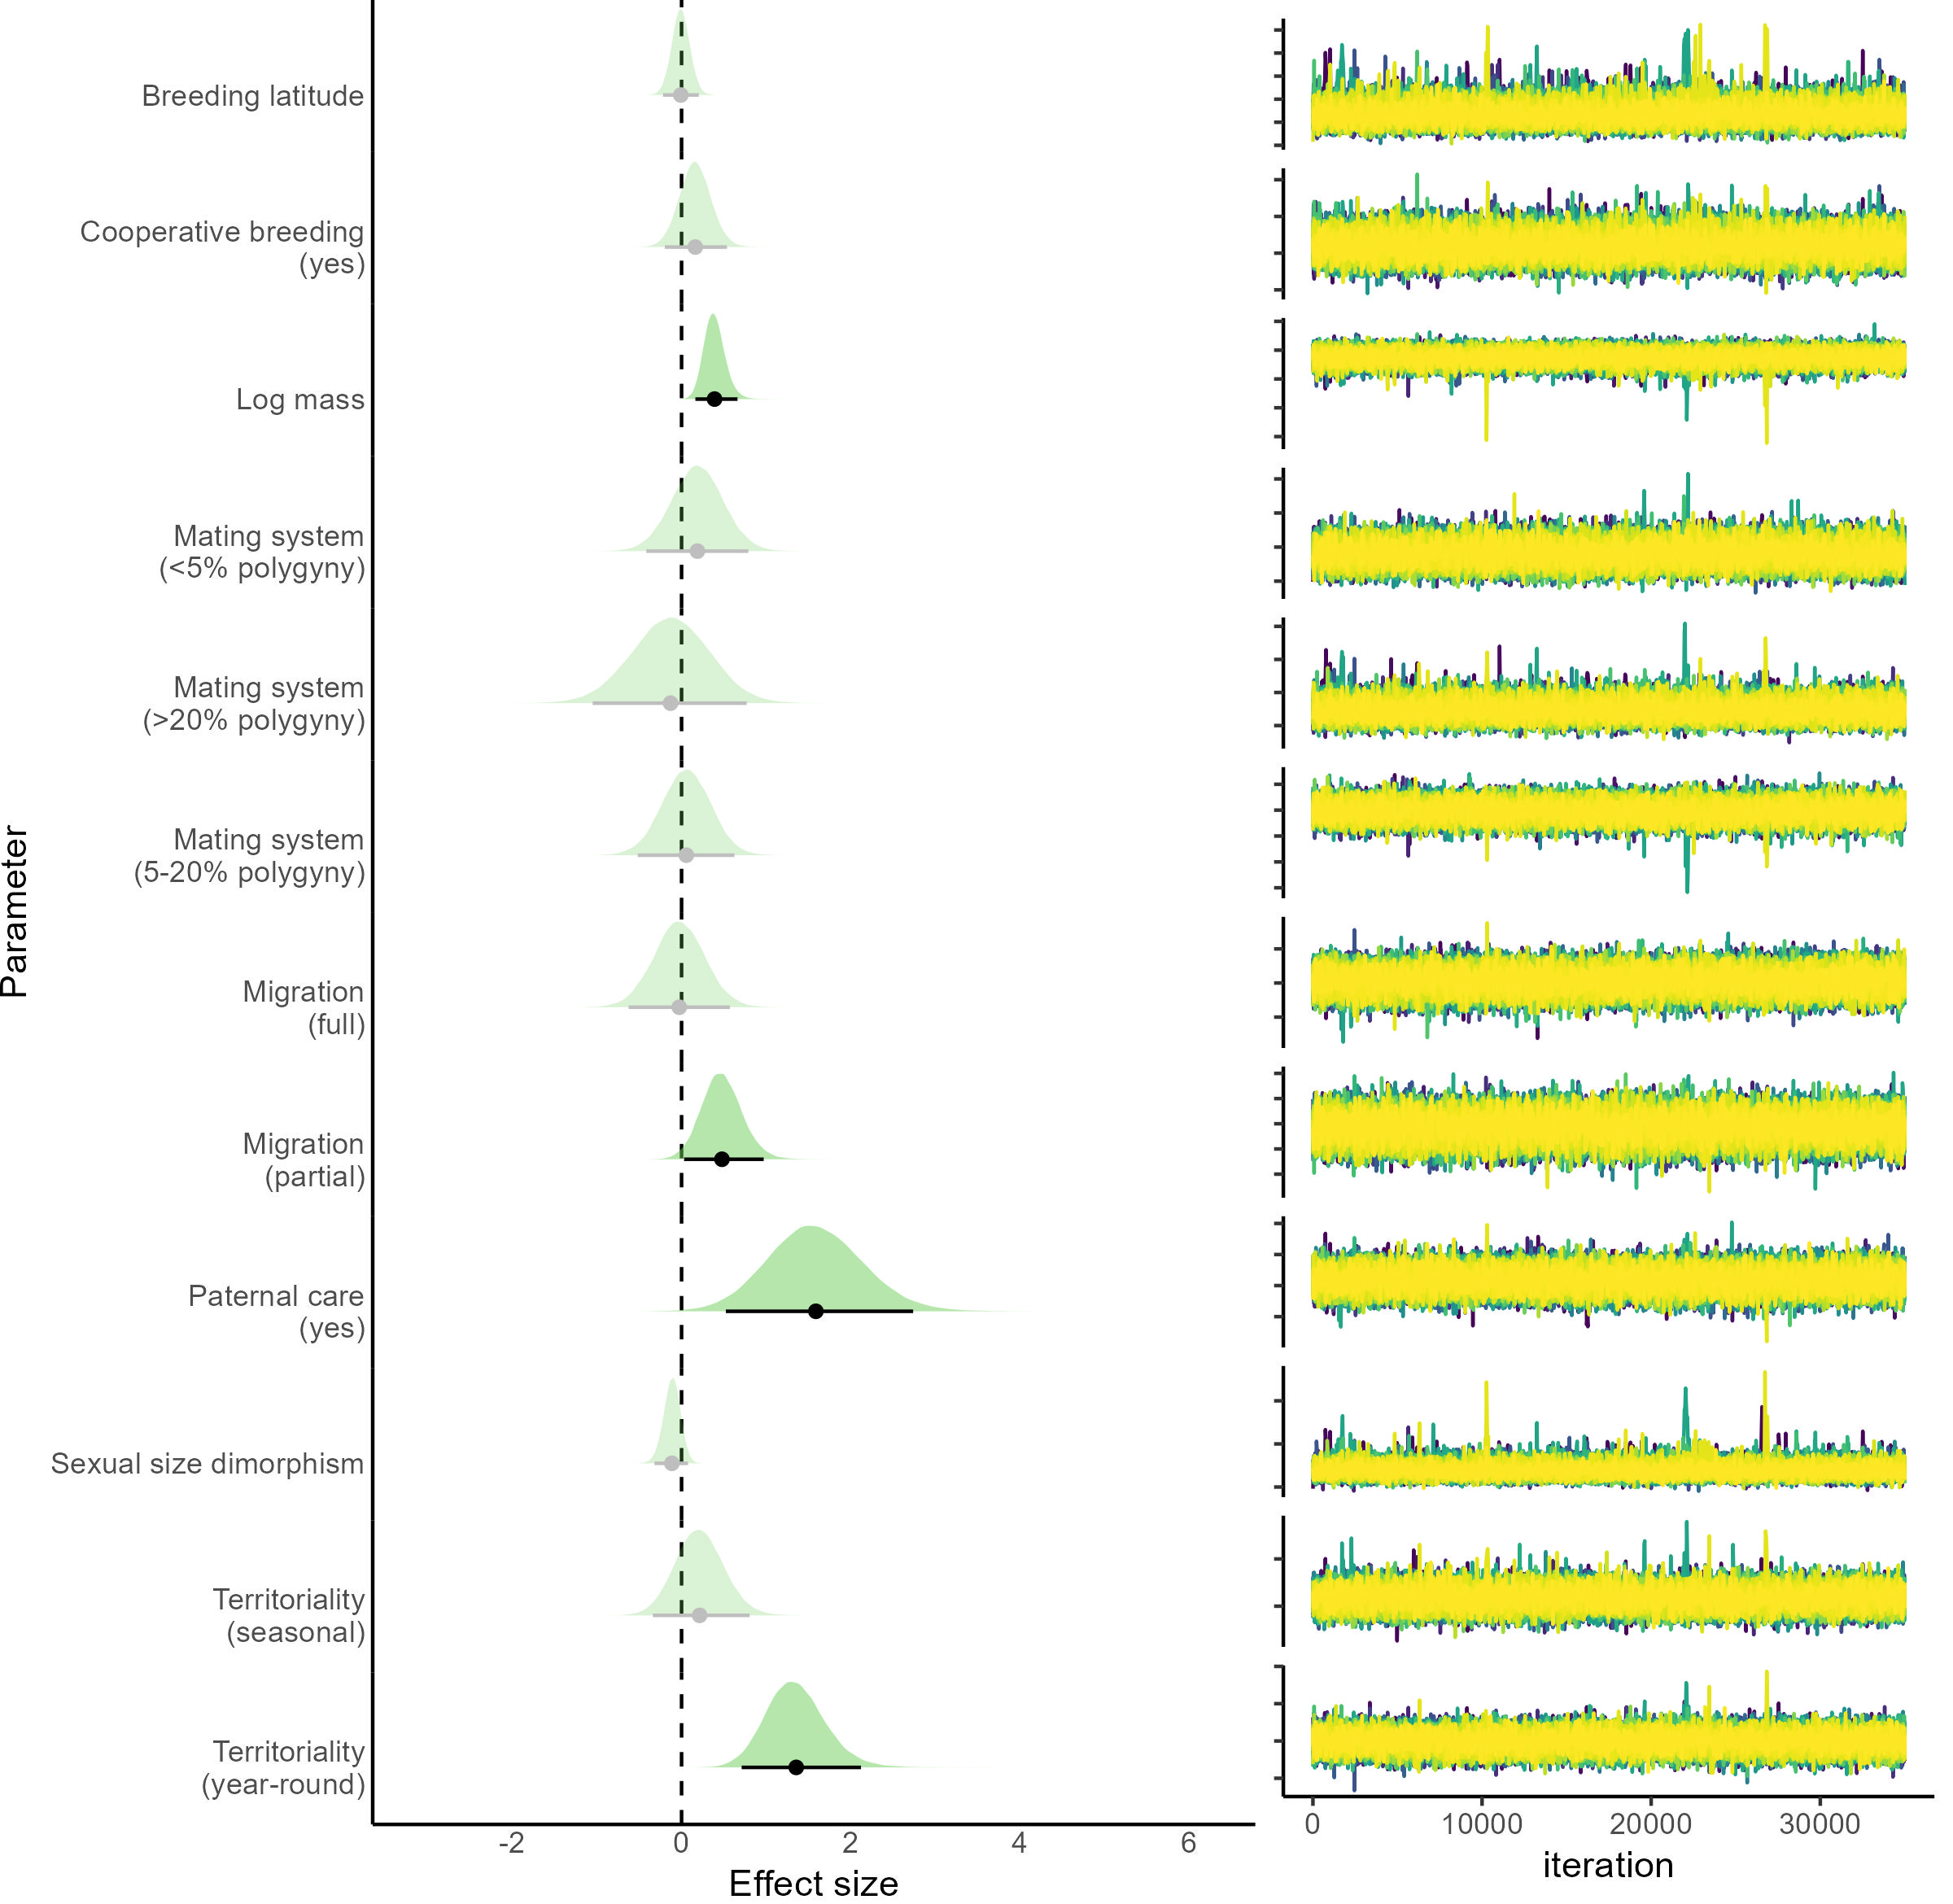 Parameter
Breeding latitude
Cooperative breeding
(yes)
Log mass
Mating system
(<5% polygyny)
Mating system
(>20% polygyny)
Mating system
(5-20% polygyny)
Migration
(full)
Migration
(partial)
Paternal care
(yes)
Sexual size dimorphism
Territoriality
(seasonal)
Territoriality
(year-round)
-2 0 2 4 6
Effect size
0 10000 20000 30000
iteration